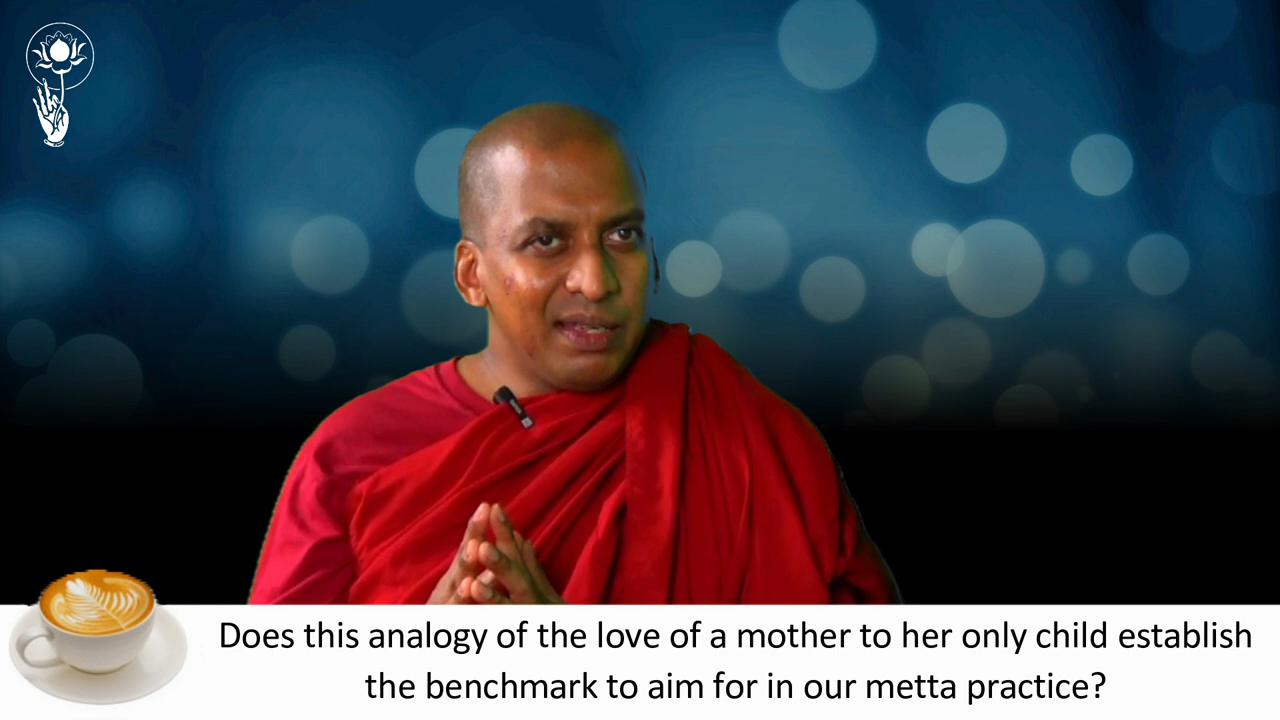 Does this analogy of the love of a mother to her only child establish
the benchmark to aim for in our metta practice?